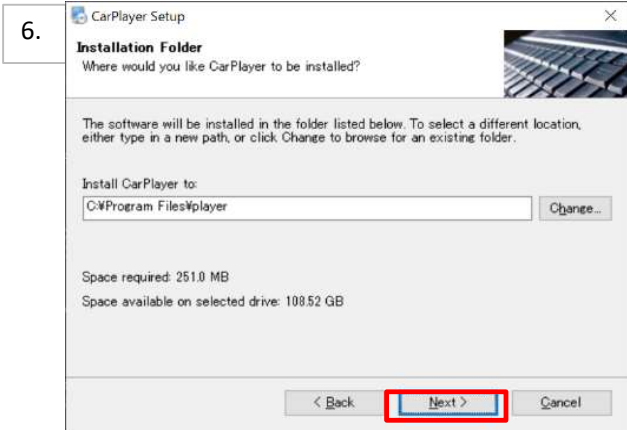 6.
CarPlayer Setup
Installation Folder
Where would you like CarPlayer to be installed?
The software will be installed in the folder listed below. To select a different location,
either type in a new path, or click Change to browse for an existing folder.
Install CarPlayer to:
C:¥Program Files¥player
Change...
Space required: 251.0 MB
Space available on selected drive: 108.52 GB
< Back
Next >
Cancel